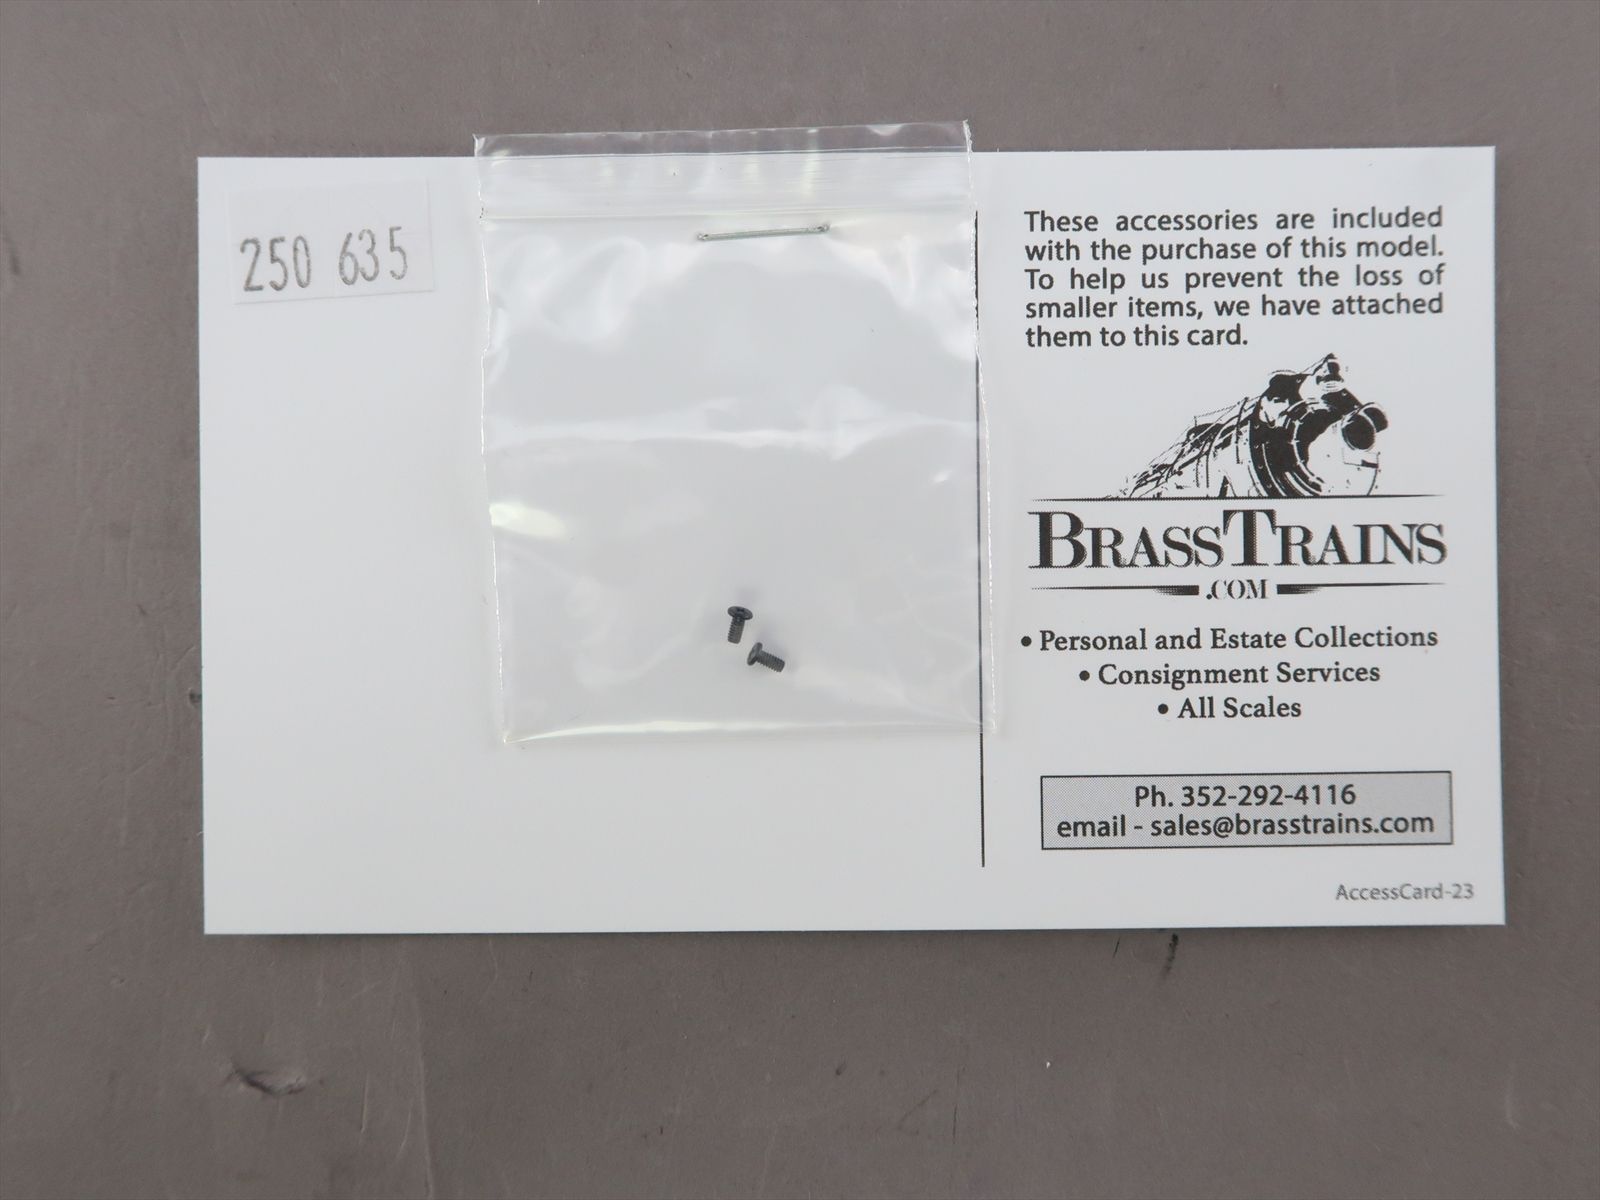 250 635
These accessories are included
with the purchase of this model.
To help us prevent the loss of
smaller items, we have attached
them to this card.
BRASSTRAINS
.COM
• Personal and Estate Collections
• Consignment Services
• All Scales
Ph. 352-292-4116
email - sales@brasstrains.com
AccessCard-23